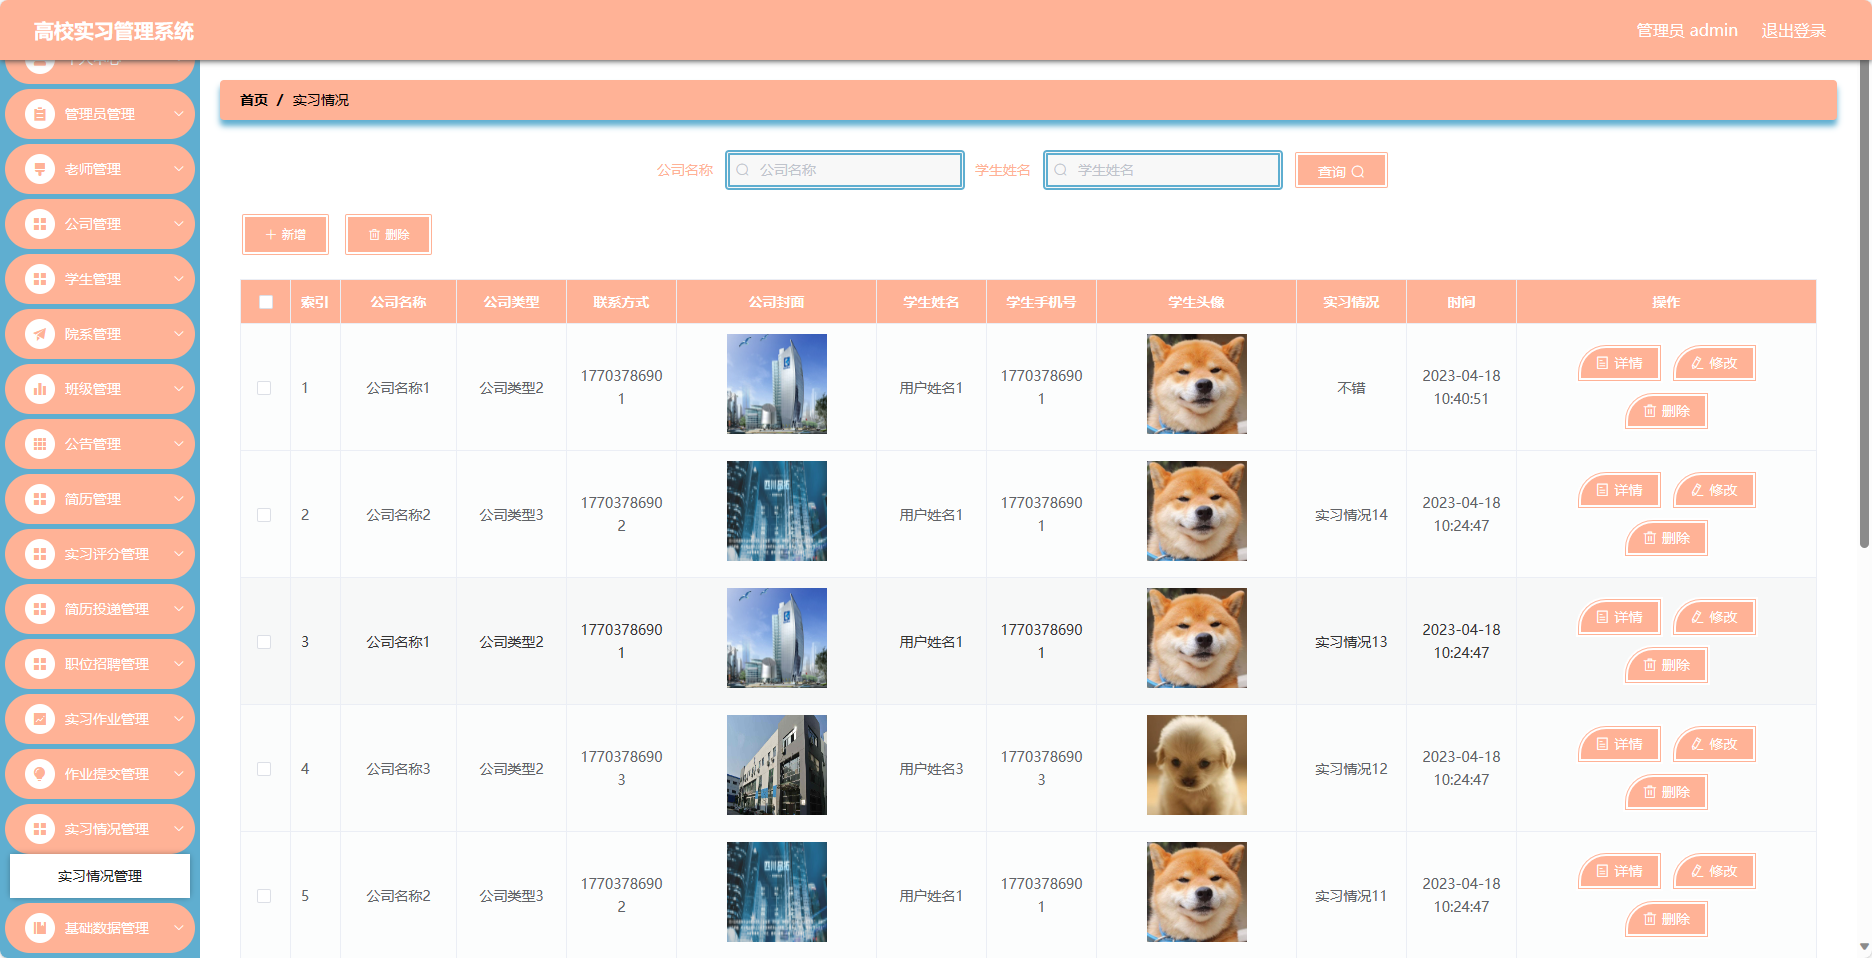 高校实习管理系统
管理员 admin
退出登录
个人中心
管理员管理
老师管理
公司管理
学生管理
院系管理
班级管理
公告管理
简历管理
实习评分管理
简历投递管理
职位招聘管理
实习作业管理
作业提交管理
实习情况管理
实习情况管理
基础数据管理
首页 / 实习情况
公司名称 公司名称 学生姓名 学生姓名 查询
新增 删除
索引 公司名称 公司类型 联系方式 公司封面 学生姓名 学生手机号 学生头像 实习情况 时间 操作
1 公司名称1 公司类型2 17703786901 用户姓名1 17703786901 不错 2023-04-18 10:40:51 详情 修改 删除
2 公司名称2 公司类型3 17703786902 用户姓名1 17703786901 实习情况14 2023-04-18 10:24:47 详情 修改 删除
3 公司名称1 公司类型2 17703786901 用户姓名1 17703786901 实习情况13 2023-04-18 10:24:47 详情 修改 删除
4 公司名称3 公司类型2 17703786903 用户姓名3 17703786903 实习情况12 2023-04-18 10:24:47 详情 修改 删除
5 公司名称2 公司类型3 17703786902 用户姓名1 17703786901 实习情况11 2023-04-18 10:24:47 详情 修改 删除